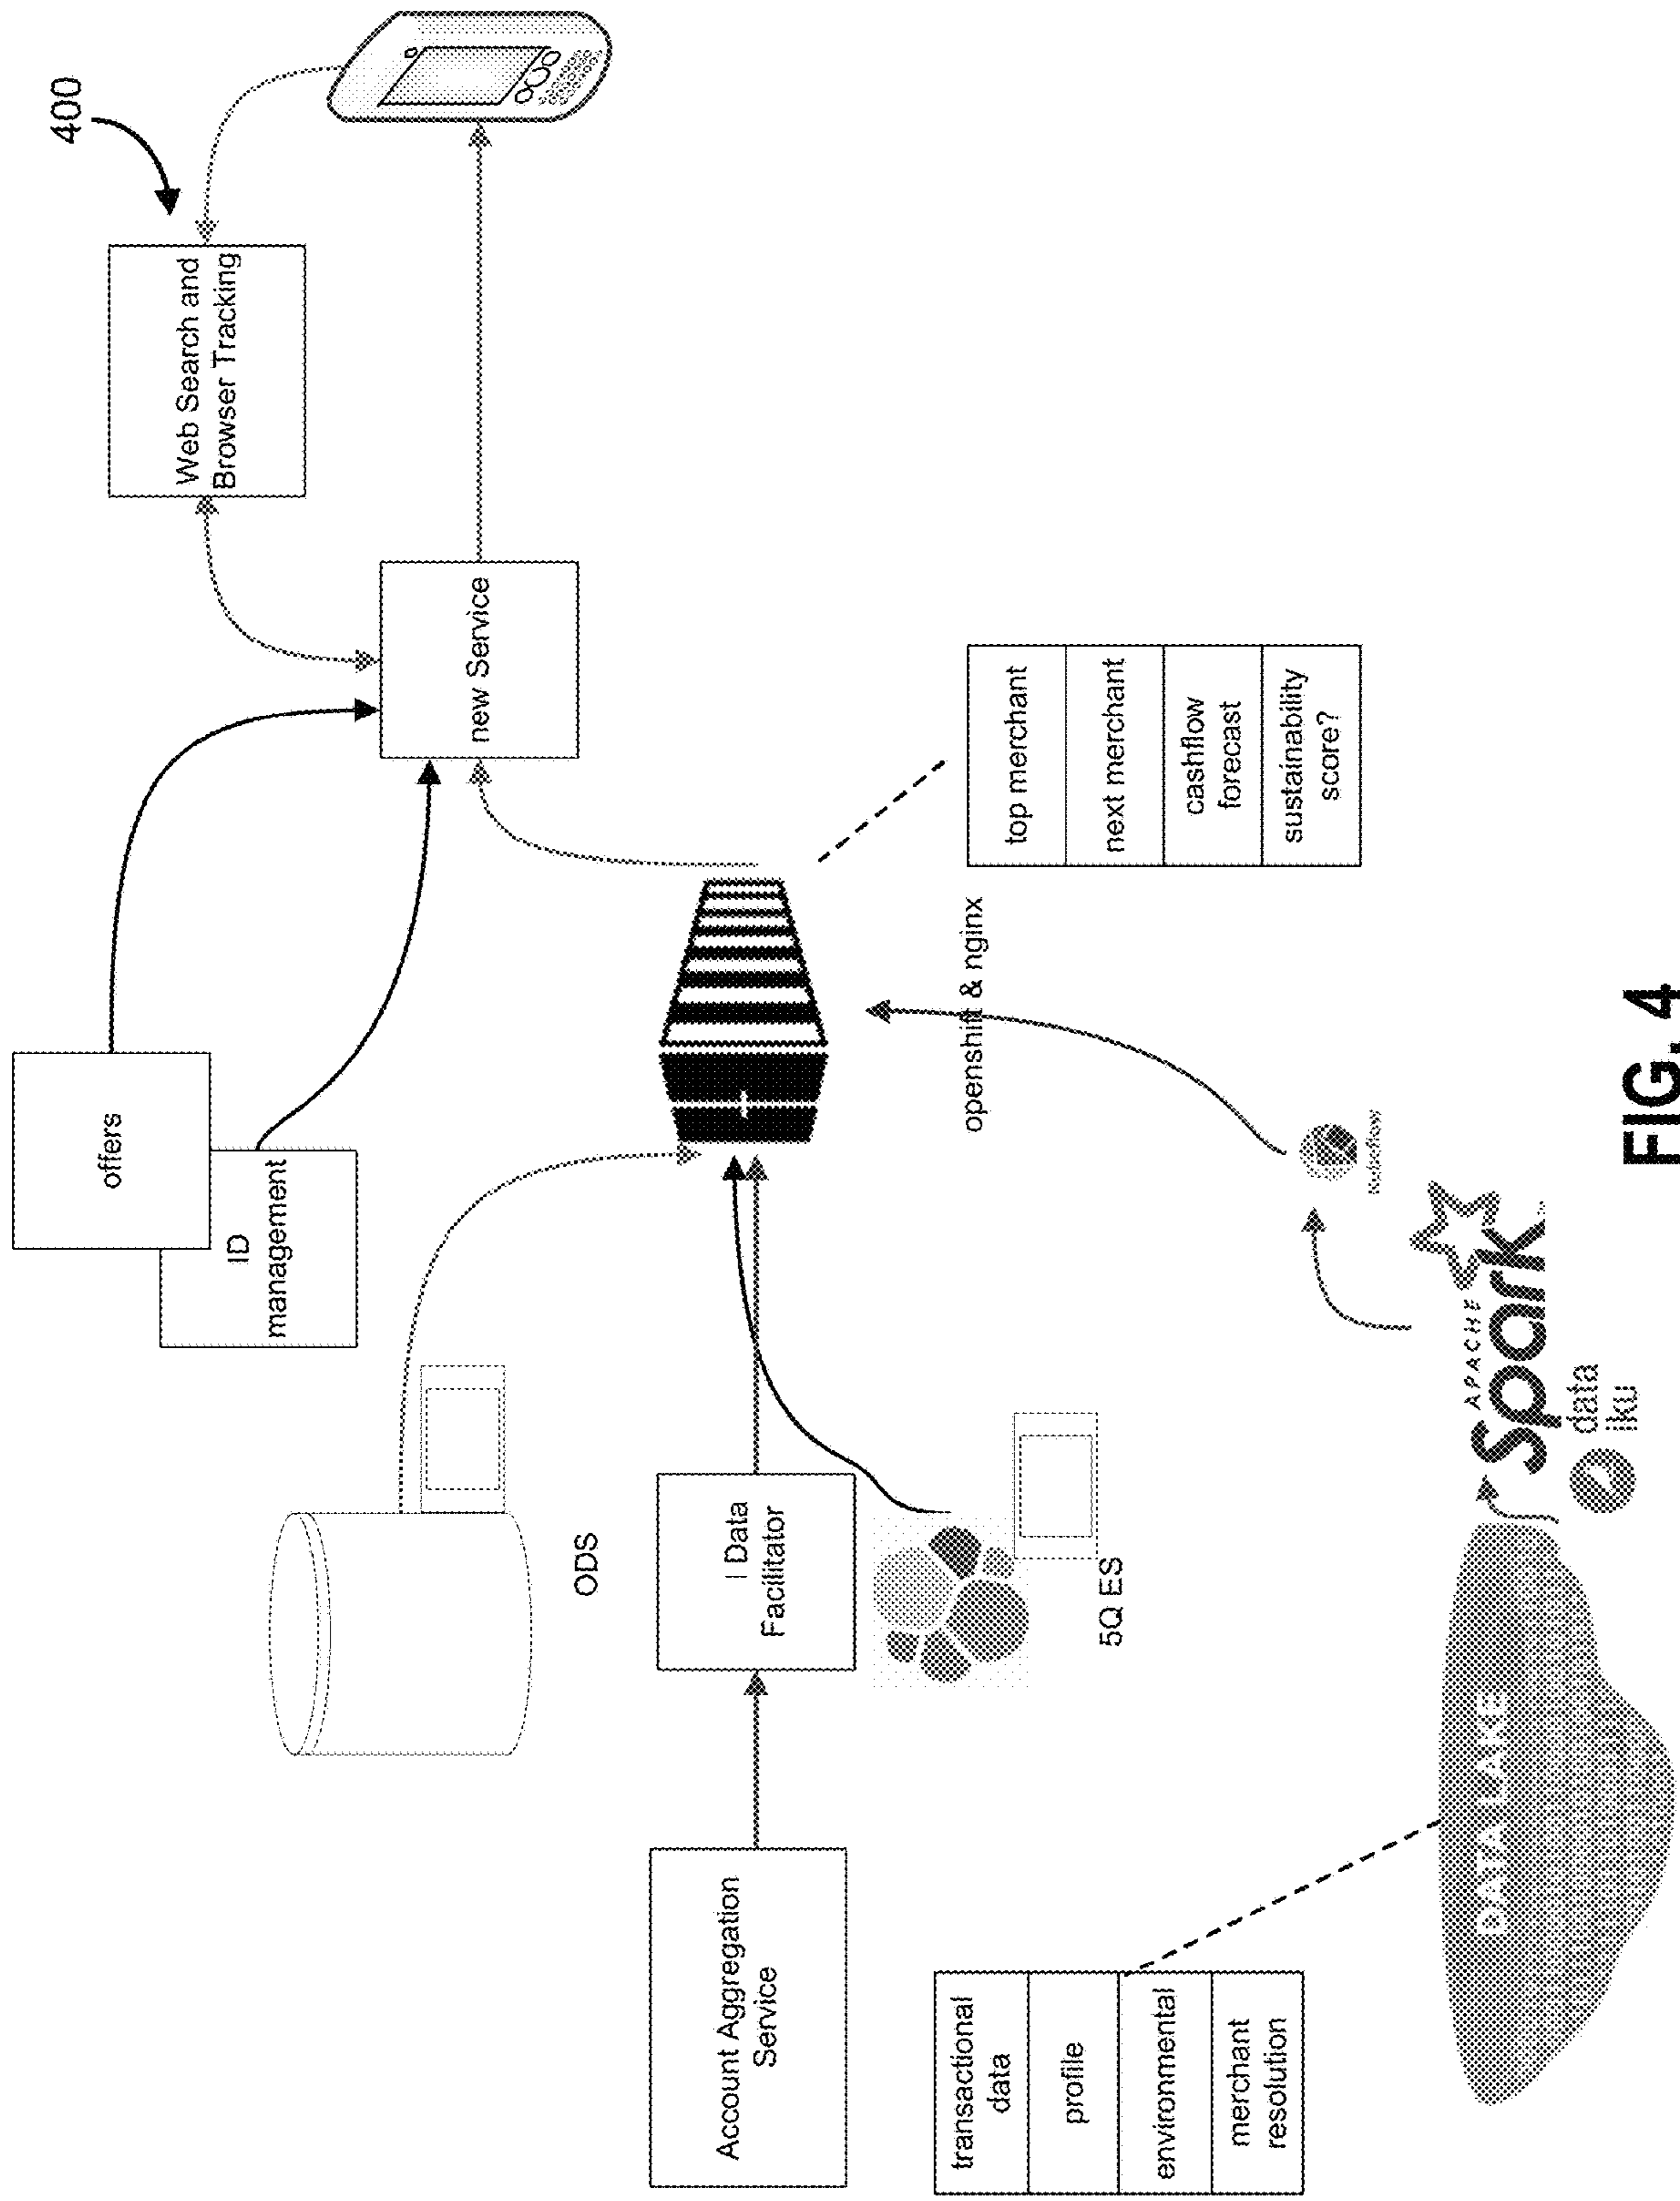 400
Web Search and
Browser Tracking
offers
ID
management
new Service
ODS
Account Aggregation
Service
I Data
Facilitator
5Q ES
openshift & nginx
top merchant
next merchant
cashflow
forecast
sustainability
score?
transactional
data
profile
environmental
merchant
resolution
DATA LAKE
APACHE
Spark
data
iku
Kubeflow
FIG. 4